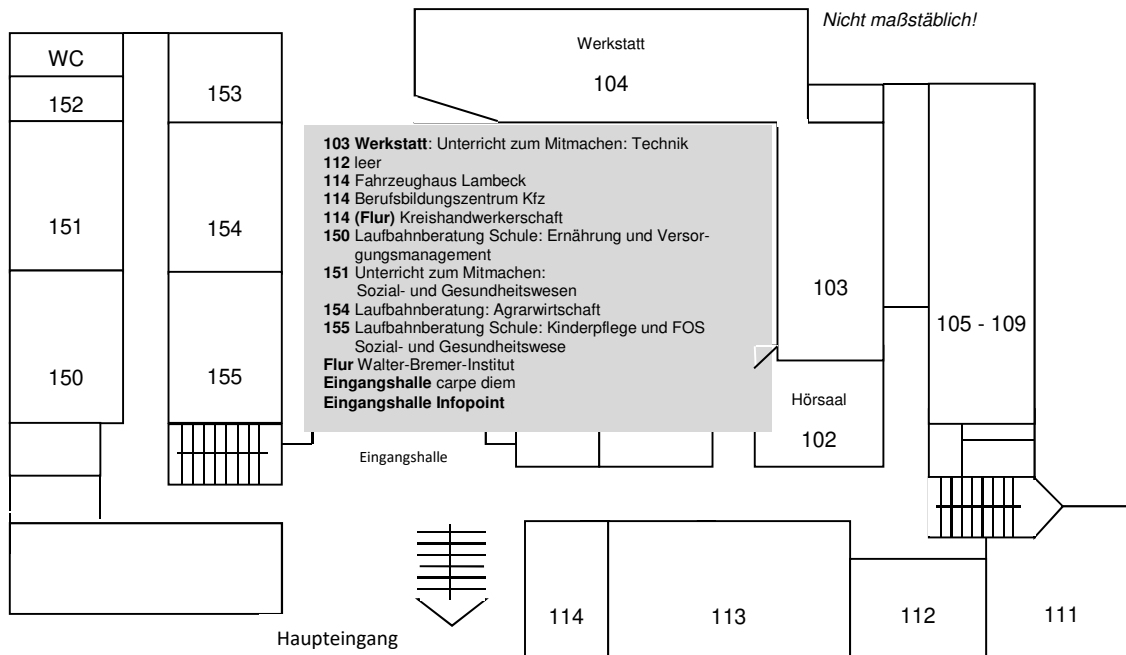 Nicht maßstäblich!
WC
Werkstatt
104
152
153
103 Werkstatt: Unterricht zum Mitmachen: Technik
112 leer
114 Fahrzeughaus Lambeck
114 Berufsbildungszentrum Kfz
114 (Flur) Kreishandwerkerschaft
150 Laufbahnberatung Schule: Ernährung und Versor-
gungsmanagement
151 Unterricht zum Mitmachen:
Sozial- und Gesundheitswesen
154 Laufbahnberatung: Agrarwirtschaft
155 Laufbahnberatung Schule: Kinderpflege und FOS
Sozial- und Gesundheitswese
Flur Walter-Bremer-Institut
Eingangshalle carpe diem
Eingangshalle Infopoint
151
154
103
105 - 109
150
155
Hörsaal
102
Eingangshalle
Haupteingang
114
113
112
111